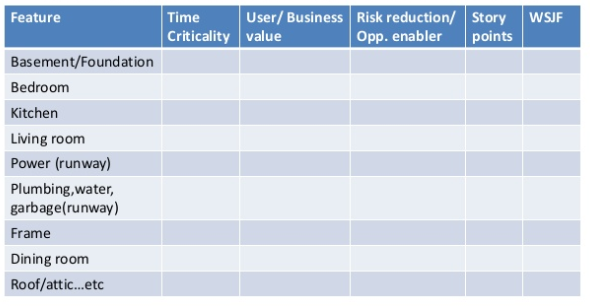 Feature Time Criticality User/ Business value Risk reduction/ Opp. enabler Story points WSJF
Basement/Foundation
Bedroom
Kitchen
Living room
Power (runway)
Plumbing,water,
garbage(runway)
Frame
Dining room
Roof/attic...etc